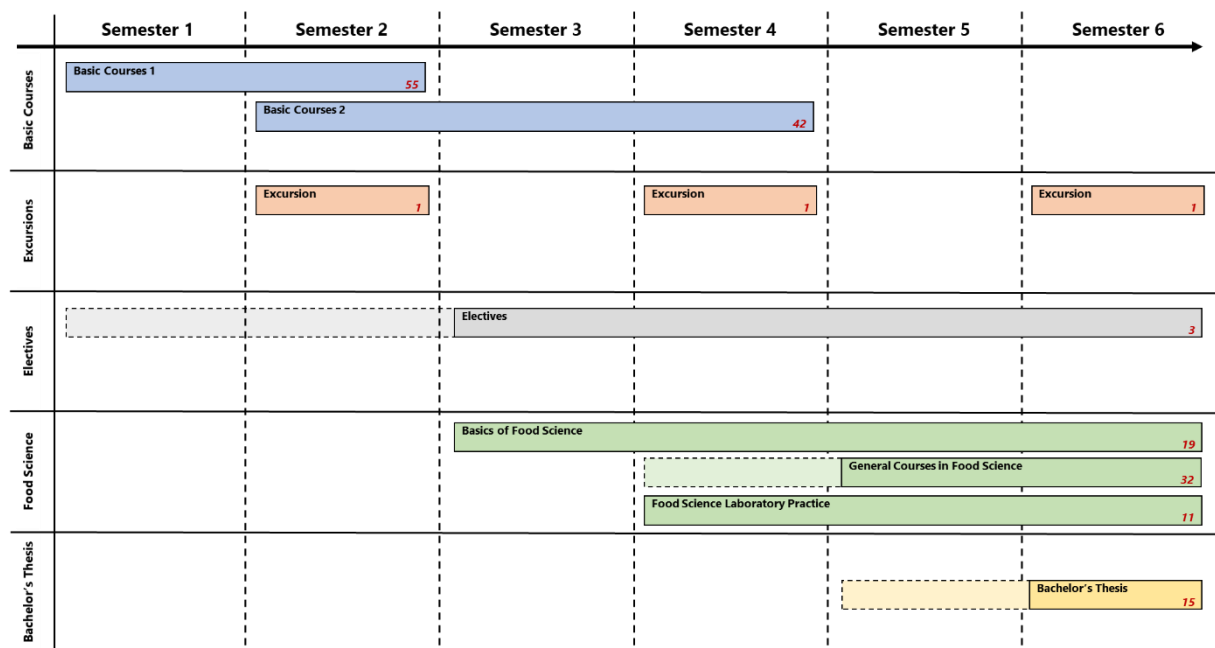 Semester 1
Semester 2
Semester 3
Semester 4
Semester 5
Semester 6
Basic Courses
Basic Courses 1
55
Basic Courses 2
42
Excursions
Excursion
1
Excursion
1
Excursion
1
Electives
Electives
3
Food Science
Basics of Food Science
19
General Courses in Food Science
32
Food Science Laboratory Practice
11
Bachelor's Thesis
Bachelor's Thesis
15